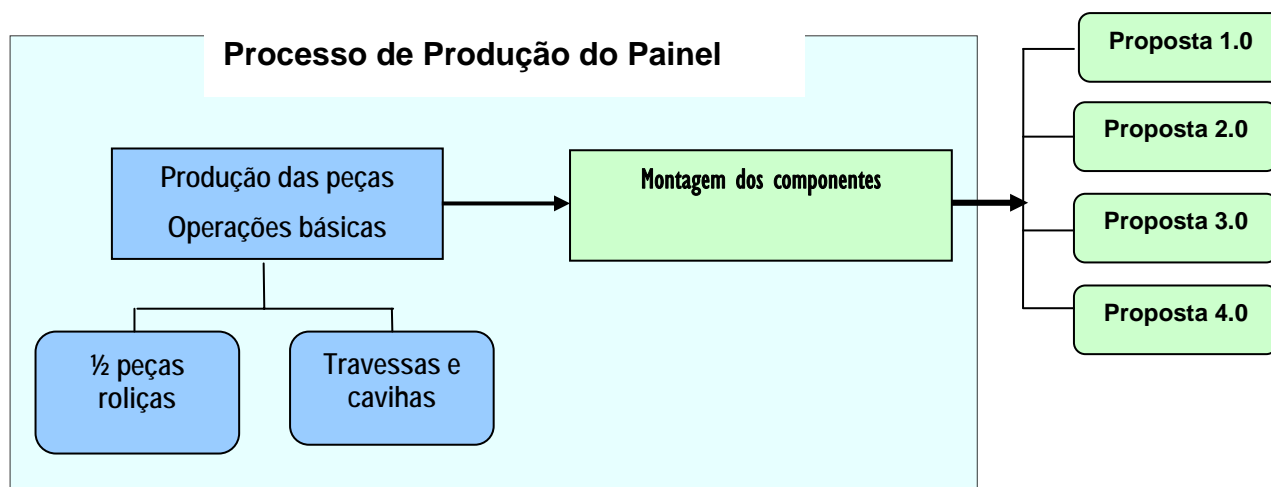 Processo de Produção do Painel
Produção das peças
Operações básicas
Montagem dos componentes
½ peças
roliças
Travessas e
cavihas
Proposta 1.0
Proposta 2.0
Proposta 3.0
Proposta 4.0